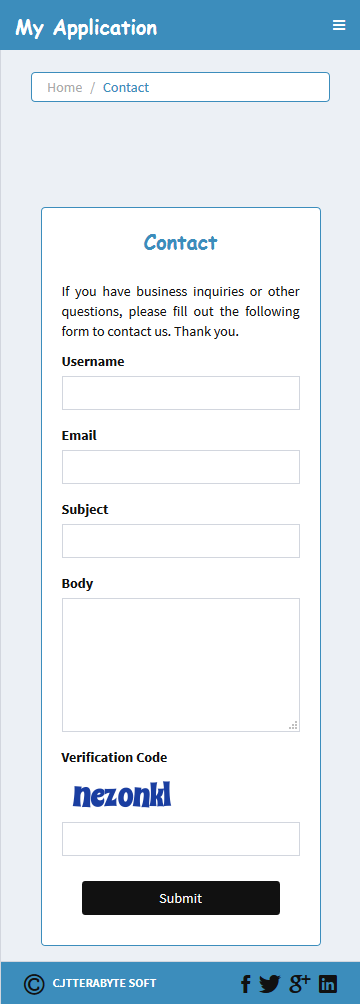 My Application
Home / Contact
Contact
If you have business inquiries or other
questions, please fill out the following
form to contact us. Thank you.
Username
Email
Subject
Body
Verification Code
nezonkl
Submit
© CJTTERABYTE SOFT